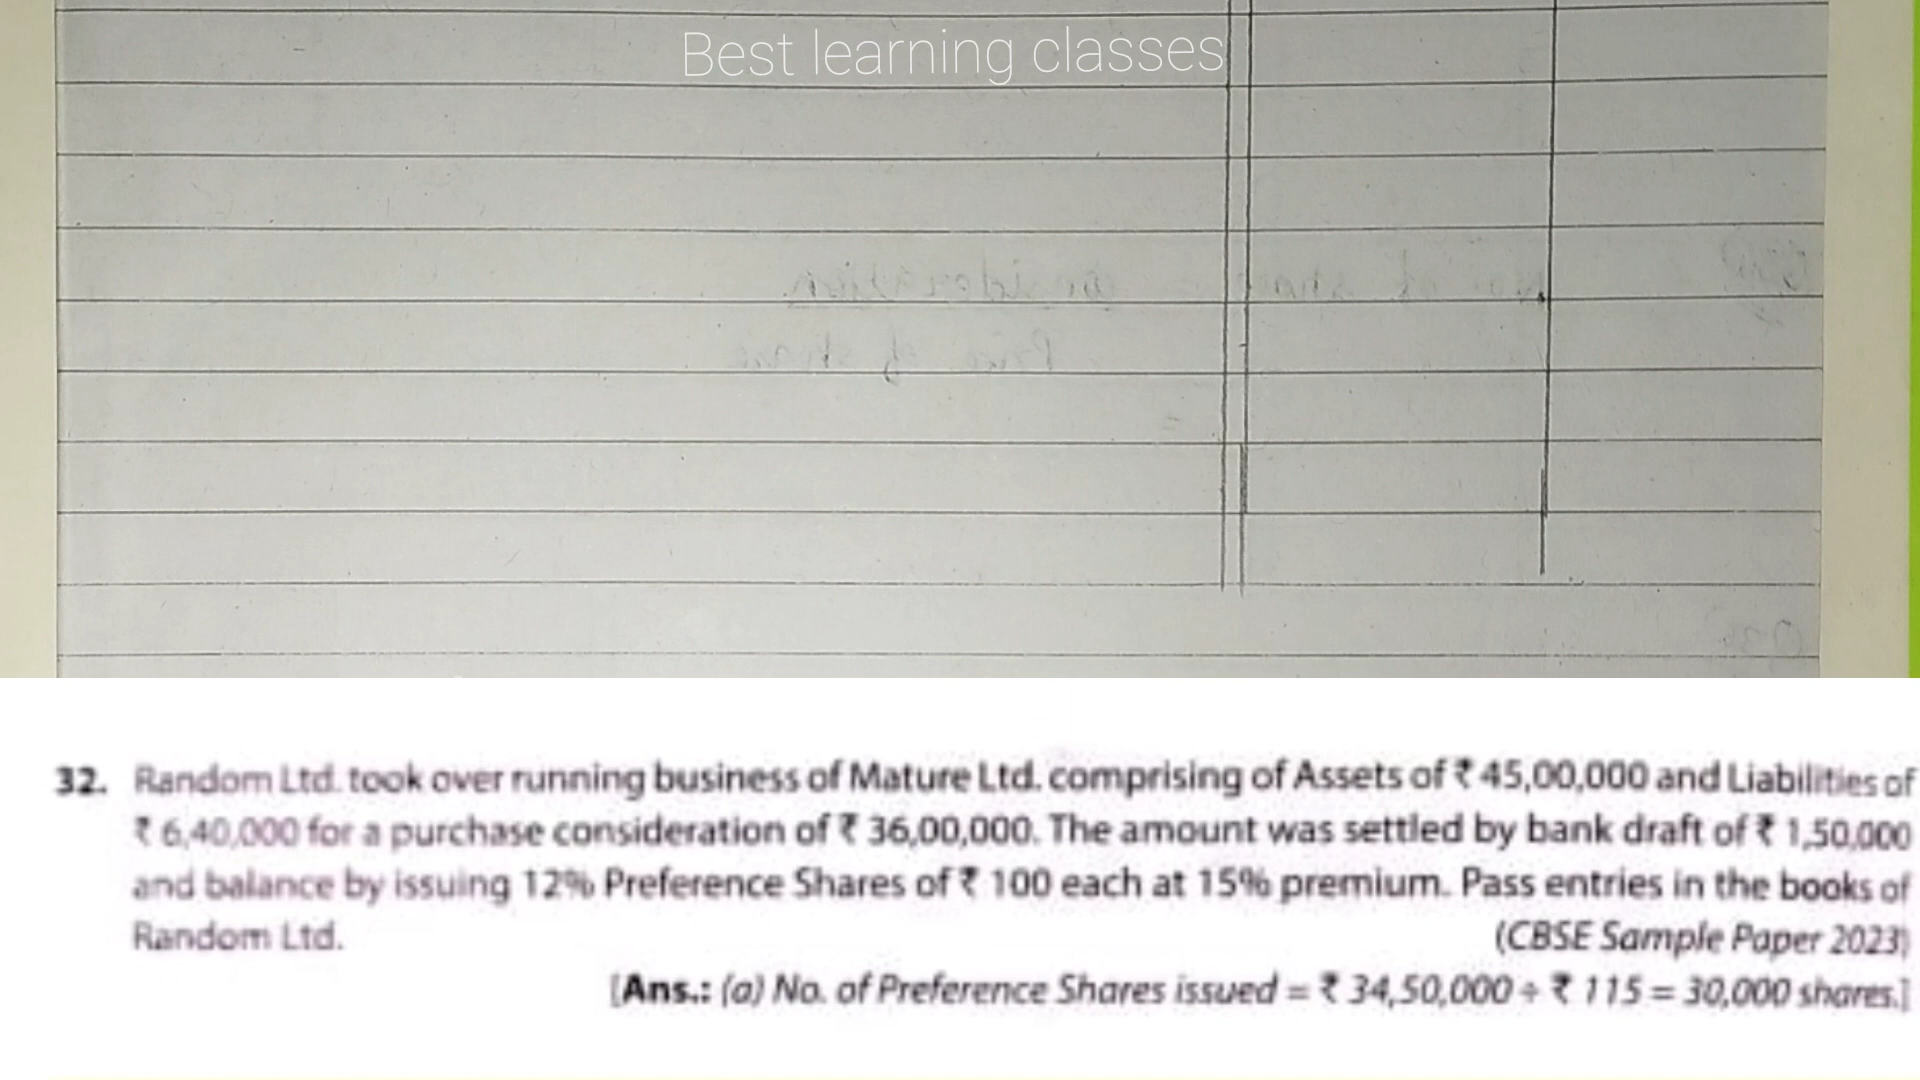 Best learning classes
32. Random Ltd. took over running business of Mature Ltd. comprising of Assets of ₹ 45,00,000 and Liabilities of
₹ 6,40,000 for a purchase consideration of ₹ 36,00,000. The amount was settled by bank draft of ₹ 1,50,000
and balance by issuing 12% Preference Shares of ₹ 100 each at 15% premium. Pass entries in the books of
Random Ltd. (CBSE Sample Paper 2023)
[Ans.: (a) No. of Preference Shares issued = ₹ 34,50,000 ÷ ₹ 115 = 30,000 shares.]